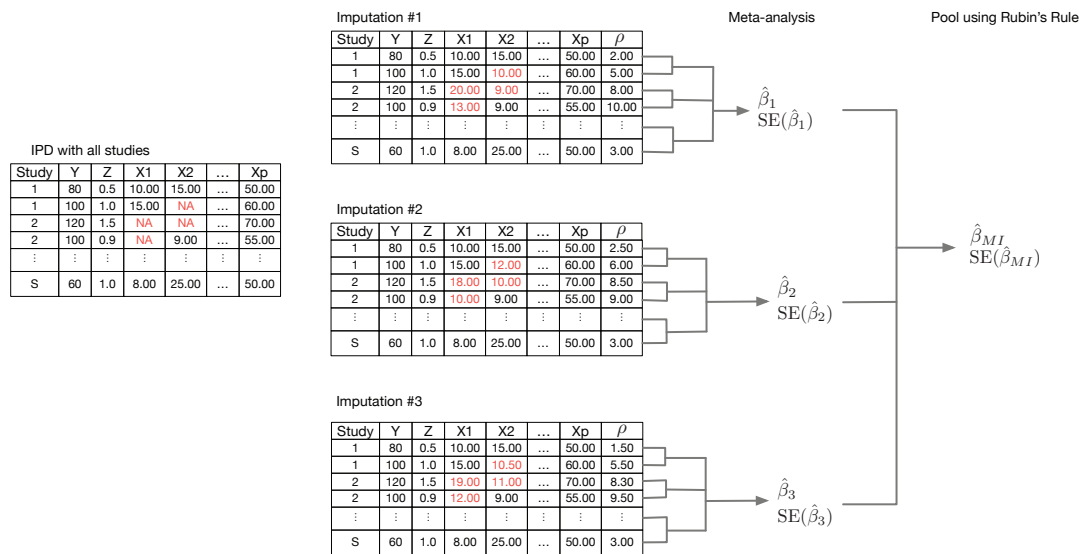 IPD with all studies
Study Y Z X1 X2 ... Xp
1 80 0.5 10.00 15.00 ... 50.00
1 100 1.0 15.00 NA ... 60.00
2 120 1.5 NA NA ... 70.00
2 100 0.9 NA 9.00 ... 55.00
⋮ ⋮ ⋮ ⋮ ⋮ ⋮
S 60 1.0 8.00 25.00 ... 50.00
Imputation #1
Study Y Z X1 X2 ... Xp ρ
1 80 0.5 10.00 15.00 ... 50.00 2.00
1 100 1.0 15.00 10.00 ... 60.00 5.00
2 120 1.5 20.00 9.00 ... 70.00 8.00
2 100 0.9 13.00 9.00 ... 55.00 10.00
⋮ ⋮ ⋮ ⋮ ⋮ ⋮ ⋮
S 60 1.0 8.00 25.00 ... 50.00 3.00
Imputation #2
Study Y Z X1 X2 ... Xp ρ
1 80 0.5 10.00 15.00 ... 50.00 2.50
1 100 1.0 15.00 12.00 ... 60.00 6.00
2 120 1.5 18.00 10.00 ... 70.00 8.50
2 100 0.9 10.00 9.00 ... 55.00 9.00
⋮ ⋮ ⋮ ⋮ ⋮ ⋮ ⋮
S 60 1.0 8.00 25.00 ... 50.00 3.00
Imputation #3
Study Y Z X1 X2 ... Xp ρ
1 80 0.5 10.00 15.00 ... 50.00 1.50
1 100 1.0 15.00 10.50 ... 60.00 5.50
2 120 1.5 19.00 11.00 ... 70.00 8.30
2 100 0.9 12.00 9.00 ... 55.00 9.50
⋮ ⋮ ⋮ ⋮ ⋮ ⋮ ⋮
S 60 1.0 8.00 25.00 ... 50.00 3.00
Meta-analysis
β̂₁
SE(β̂₁)
β̂₂
SE(β̂₂)
β̂₃
SE(β̂₃)
Pool using Rubin's Rule
β̂_MI
SE(β̂_MI)